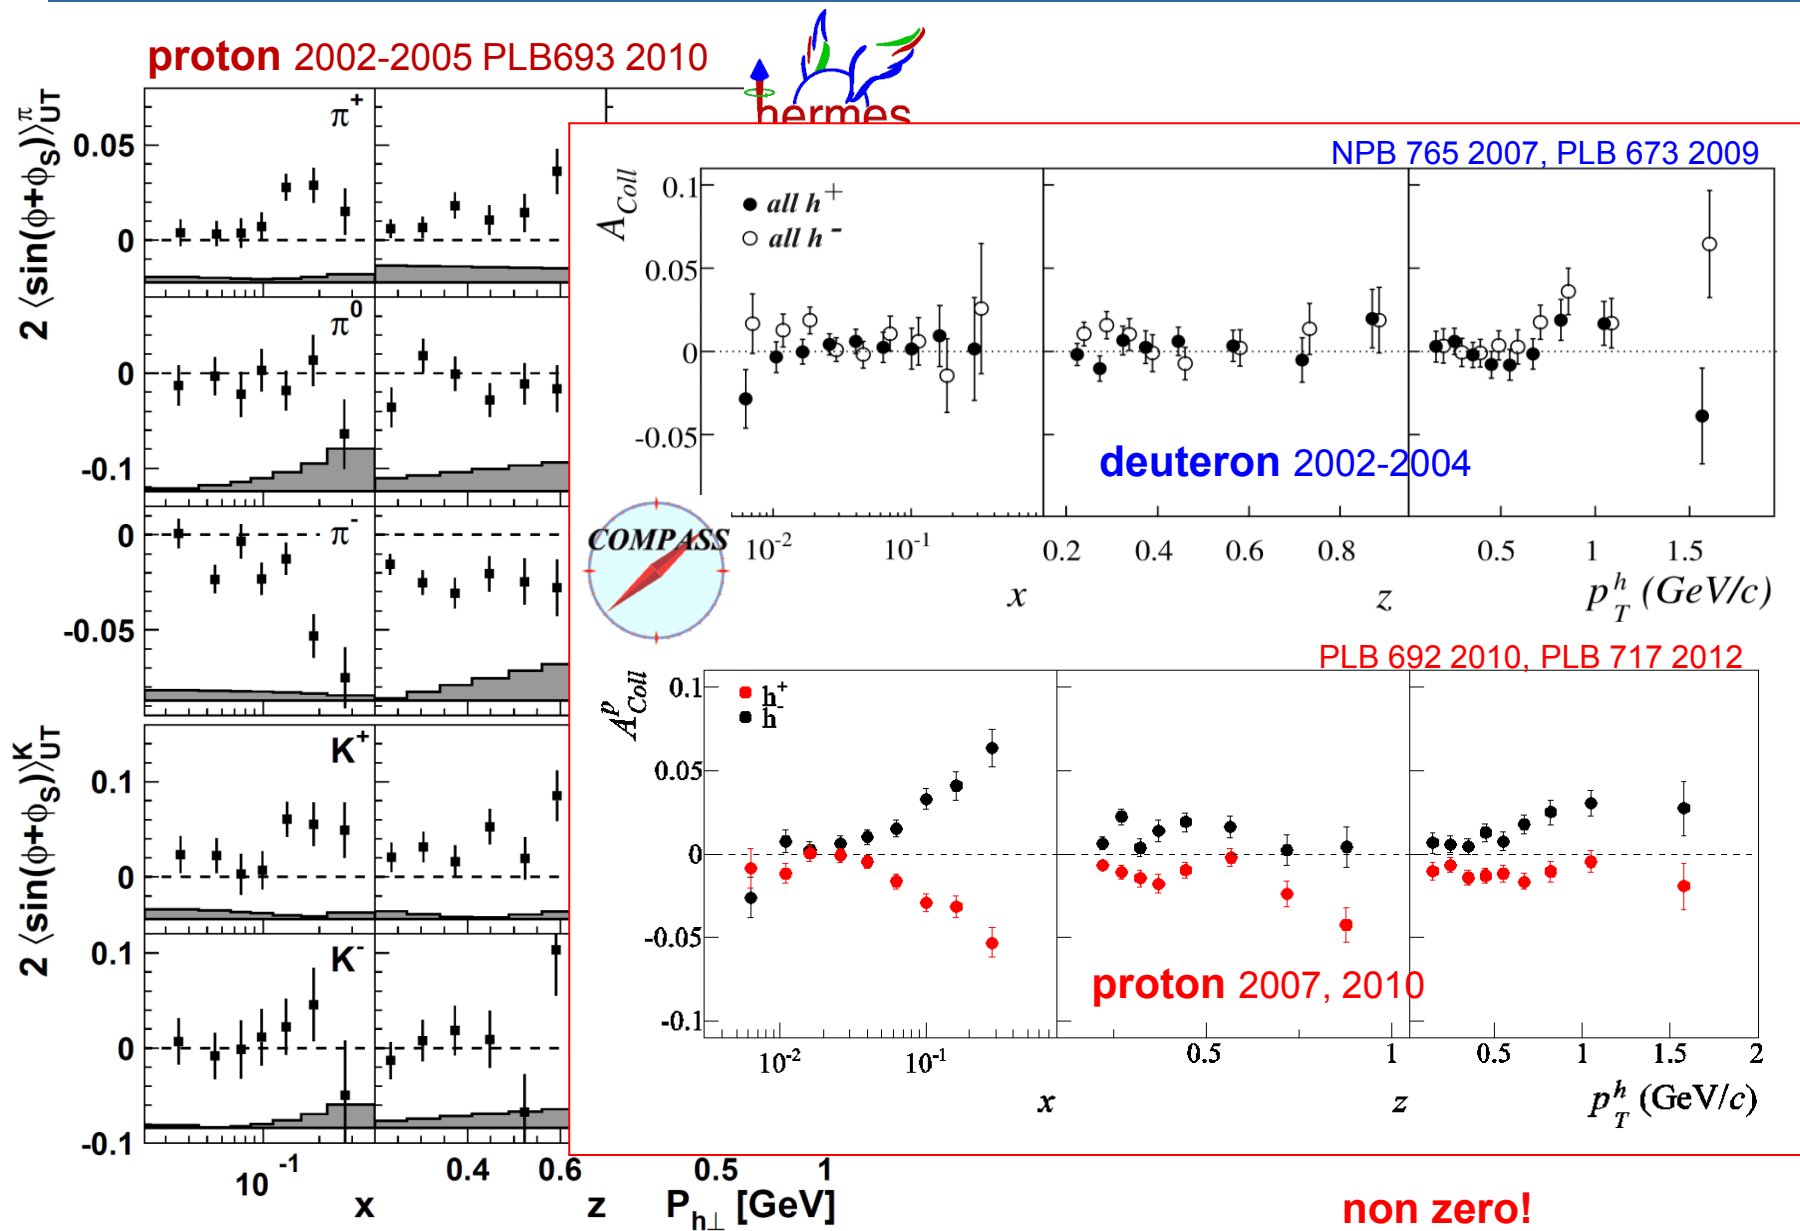 proton 2002-2005 PLB693 2010
hermes
2 ⟨sin(ϕ+ϕS)⟩πUT
π+
0.05
0
π0
0
-0.1
π-
0
-0.05
2 ⟨sin(ϕ+ϕS)⟩KUT
K+
0.1
0
K-
0.1
0
-0.1
10-1
x
0.4 0.6
z
0.5 1
Ph⊥ [GeV]
NPB 765 2007, PLB 673 2009
AColl
all h+
all h-
0.1
0.05
0
-0.05
deuteron 2002-2004
COMPASS
10-2 10-1 0.2 0.4 0.6 0.8 0.5 1 1.5
x z phT (GeV/c)
PLB 692 2010, PLB 717 2012
ApColl
h+
h-
0.1
0.05
0
-0.05
-0.1
proton 2007, 2010
10-2 10-1 0.5 1 0.5 1 1.5 2
x z phT (GeV/c)
non zero!